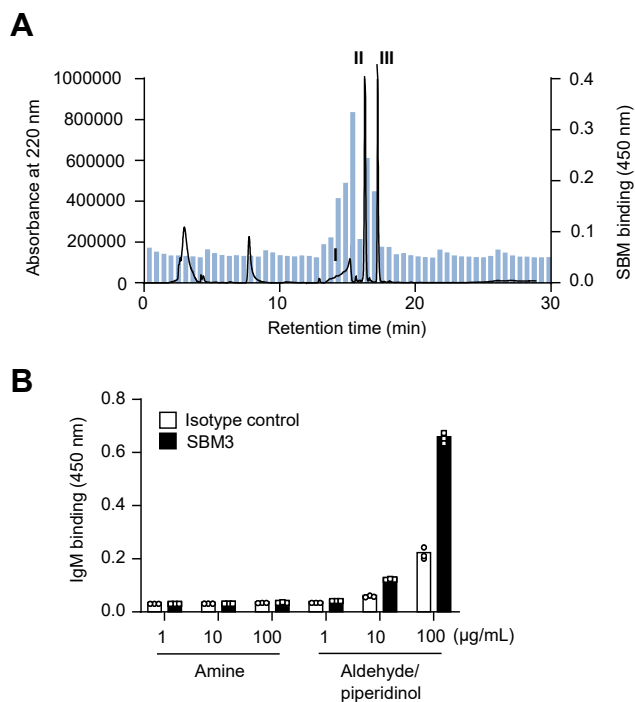 A
II III
1000000
800000
600000
400000
200000
0
Absorbance at 220 nm
I
0.4
0.3
0.2
0.1
0.0
SBM binding (450 nm)
0 10 20 30
Retention time (min)
B
0.8
0.6
0.4
0.2
0.0
IgM binding (450 nm)
Isotype control
SBM3
1 10 100 1 10 100 (μg/mL)
Amine
Aldehyde/
piperidinol